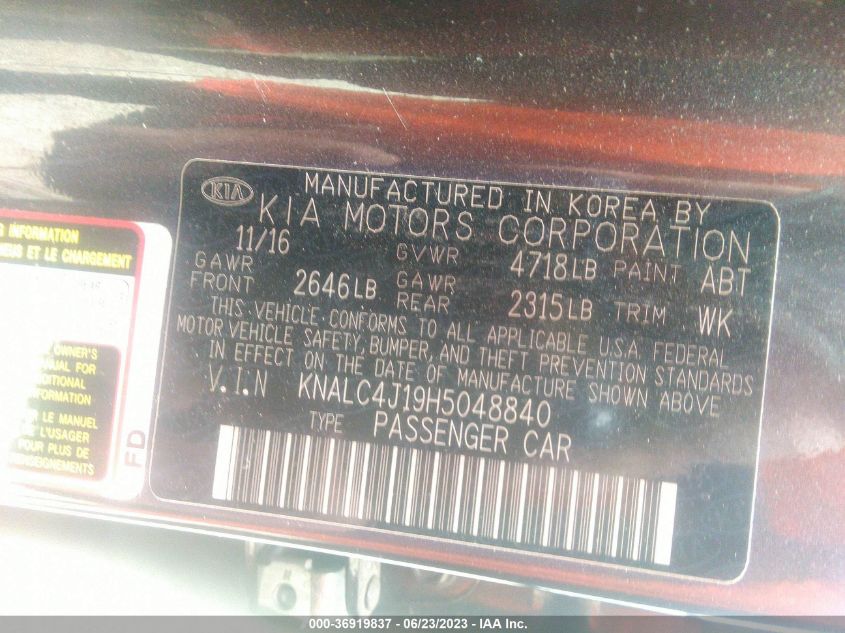 KIA
MANUFACTURED IN KOREA BY
KIA MOTORS CORPORATION
11/16 GVWR 4718LB PAINT ABT
GAWR FRONT 2646LB GAWR REAR 2315LB TRIM WK
THIS VEHICLE CONFORMS TO ALL APPLICABLE U.S.A. FEDERAL
MOTOR VEHICLE SAFETY, BUMPER, AND THEFT PREVENTION STANDARDS
IN EFFECT ON THE DATE OF MANUFACTURE SHOWN ABOVE
V.I.N KNALC4J19H5048840
TYPE PASSENGER CAR
INFORMATION
ET LE CHARGEMENT
OWNER'S
MANUAL FOR
INFORMATION
LE MANUEL
L'USAGER
POUR PLUS DE
FD
000-36919837 - 06/23/2023 - IAA Inc.